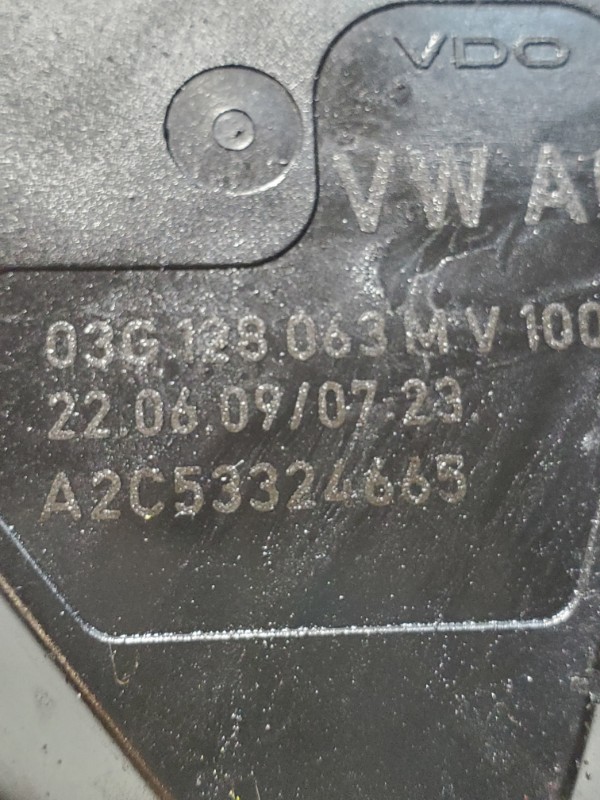 VDO
VW A
03G 128 063 M V 100
22.06.09/07:23
A2C53324665